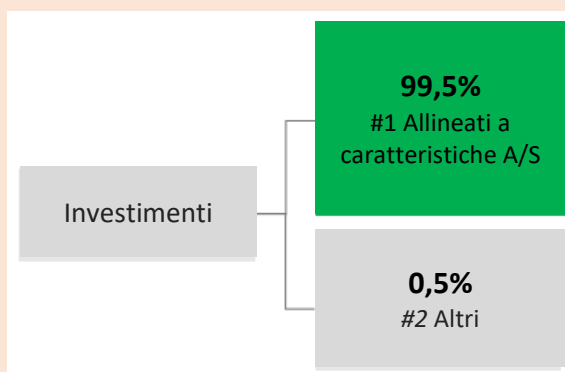 99,5%
#1 Allineati a
caratteristiche A/S
Investimenti
0,5%
#2 Altri